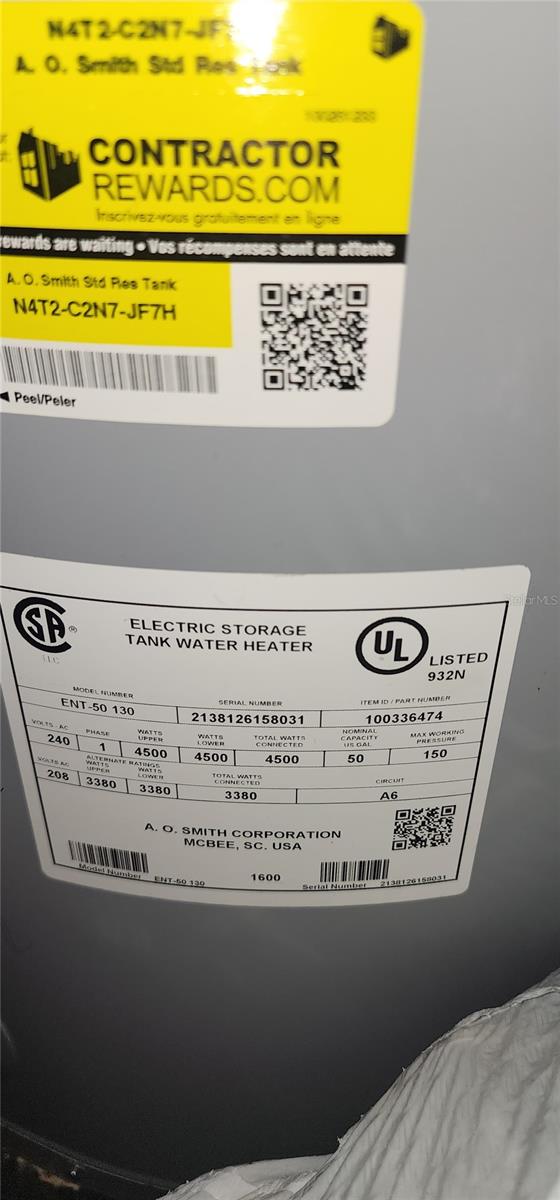 N4T2-C2N7-JF
A. O. Smith Std Res Tank
CONTRACTOR
REWARDS.COM
Inscrivez-vous gratuitement en ligne
rewards are waiting • Vos récompenses sont en attente
A. O. Smith Std Res Tank
N4T2-C2N7-JF7H
◄ Peel/Peler
SA ®
LLC
ELECTRIC STORAGE
TANK WATER HEATER
UL LISTED
932N
MODEL NUMBER SERIAL NUMBER ITEM ID / PART NUMBER
ENT-50 130 2138126158031 100336474
VOLTS - AC PHASE WATTS UPPER WATTS LOWER TOTAL WATTS CONNECTED NOMINAL CAPACITY US GAL MAX WORKING PRESSURE
240 1 4500 4500 4500 50 150
VOLTS AC ALTERNATE RATINGS WATTS UPPER WATTS LOWER TOTAL WATTS CONNECTED CIRCUIT
208 3380 3380 3380 A6
A. O. SMITH CORPORATION
MCBEE, SC. USA
Model Number ENT-50 130 1600 Serial Number 2138126158031